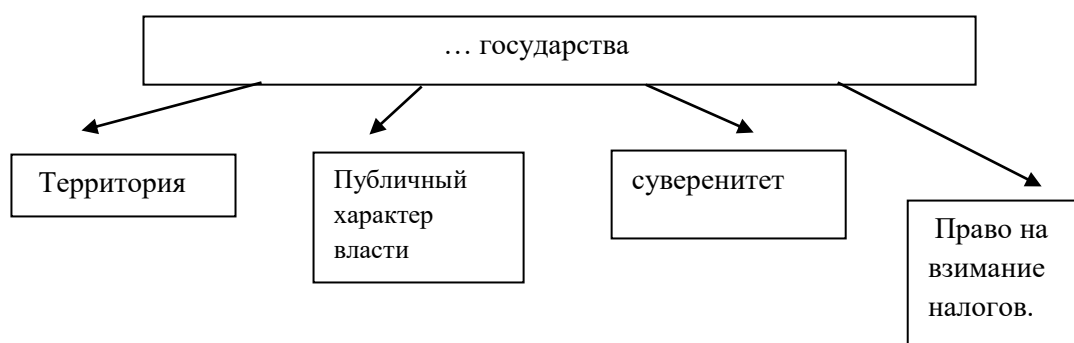 … государства
Территория
Публичный
характер
власти
суверенитет
Право на
взимание
налогов.